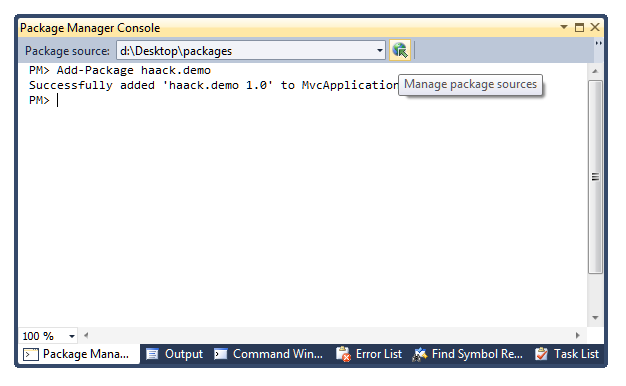 Package Manager Console
Package source: d:\Desktop\packages
PM> Add-Package haack.demo
Successfully added 'haack.demo 1.0' to MvcApplication
Manage package sources
PM>
100 %
Package Mana... Output Command Win... Error List Find Symbol Re... Task List